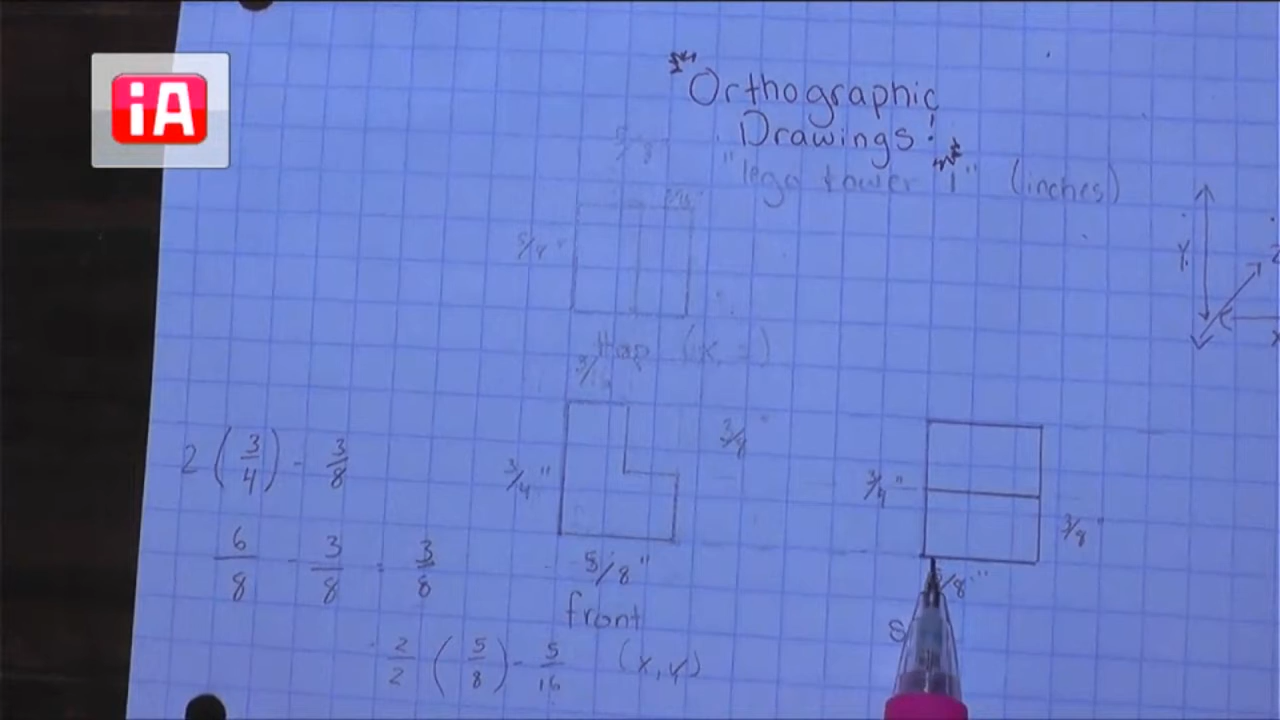 iA
Orthographic
Drawings:
"lego tower 1" (inches)
5/8"
Y
top (x, z)
3/4"
3/8"
5/8"
front
(x, y)
3/4"
3/8"
5/8"
2 (3/4) - 3/8
6/8 - 3/8 = 3/8
2/2 (5/8) - 5/16